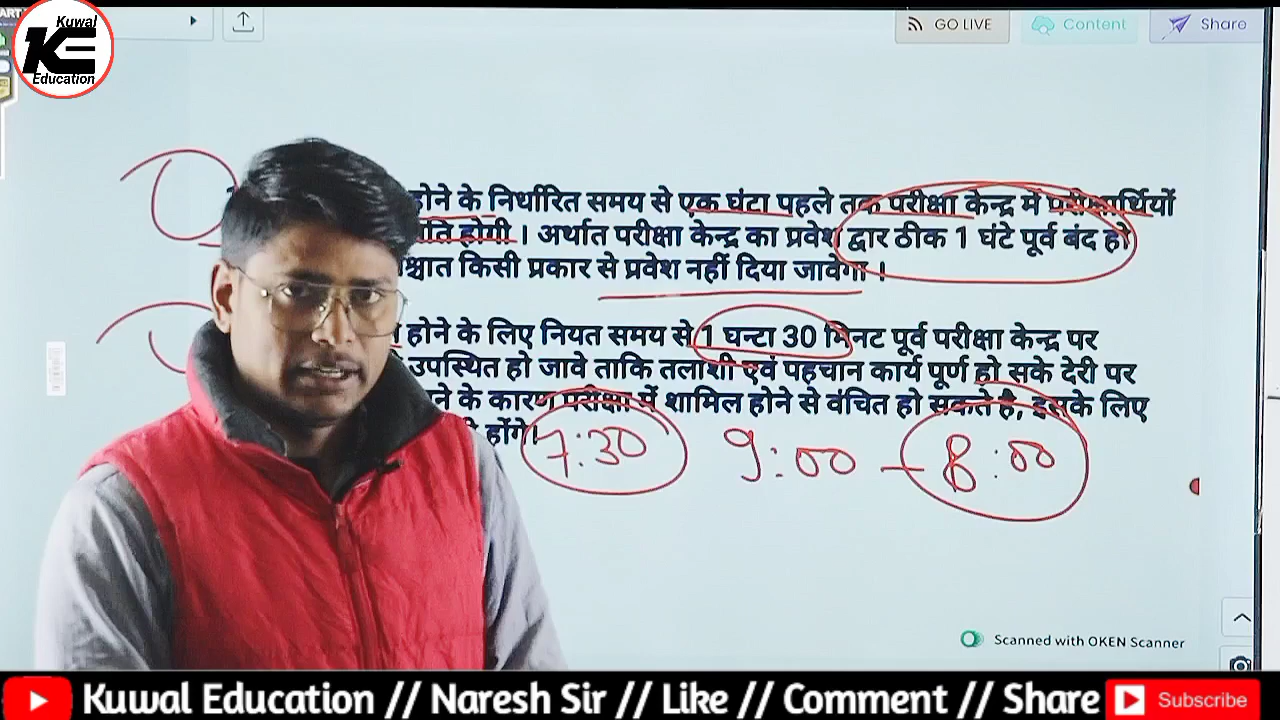 Kuwal
KE
Education
GO LIVE
Content
Share
होने के निर्धारित समय से एक घंटा पहले तक परीक्षा केन्द्र में परीक्षार्थियों
होगी । अर्थात परीक्षा केन्द्र का प्रवेश द्वार ठीक 1 घंटे पूर्व बंद हो
किसी प्रकार से प्रवेश नहीं दिया जावेगा ।
होने के लिए नियत समय से 1 घन्टा 30 मिनट पूर्व परीक्षा केन्द्र पर
उपस्थित हो जावे ताकि तलाशी एवं पहचान कार्य पूर्ण हो सके देरी पर
के कारण परीक्षा में शामिल होने से वंचित हो सकते है, इसके लिए
होंगे।
7:30 9:00 - 8:00
Scanned with OKEN Scanner
Kuwal Education // Naresh Sir // Like // Comment // Share
Subscribe